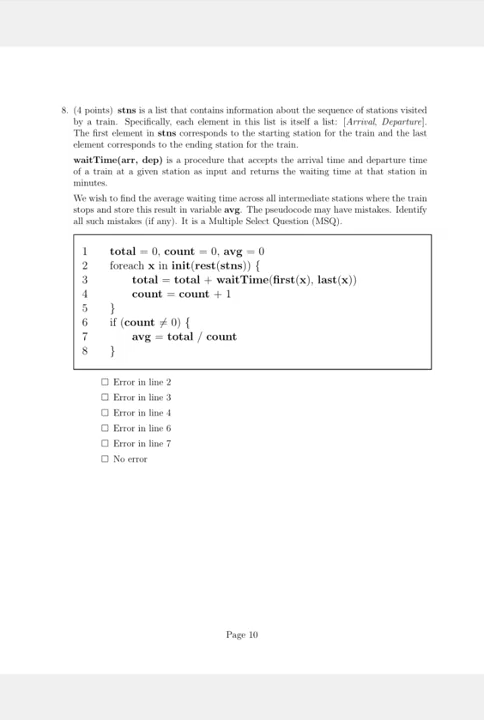 8. (4 points) stns is a list that contains information about the sequence of stations visited
by a train. Specifically, each element in this list is itself a list: [Arrival, Departure].
The first element in stns corresponds to the starting station for the train and the last
element corresponds to the ending station for the train.
waitTime(arr, dep) is a procedure that accepts the arrival time and departure time
of a train at a given station as input and returns the waiting time at that station in
minutes.
We wish to find the average waiting time across all intermediate stations where the train
stops and store this result in variable avg. The pseudocode may have mistakes. Identify
all such mistakes (if any). It is a Multiple Select Question (MSQ).
1 total = 0, count = 0, avg = 0
2 foreach x in init(rest(stns) {
3 total = total + waitTime(first(x), last(x))
4 count = count + 1
5 }
6 if (count ≠ 0) {
7 avg = total / count
8 }
☐ Error in line 2
☐ Error in line 3
☐ Error in line 4
☐ Error in line 6
☐ Error in line 7
☐ No error
Page 10